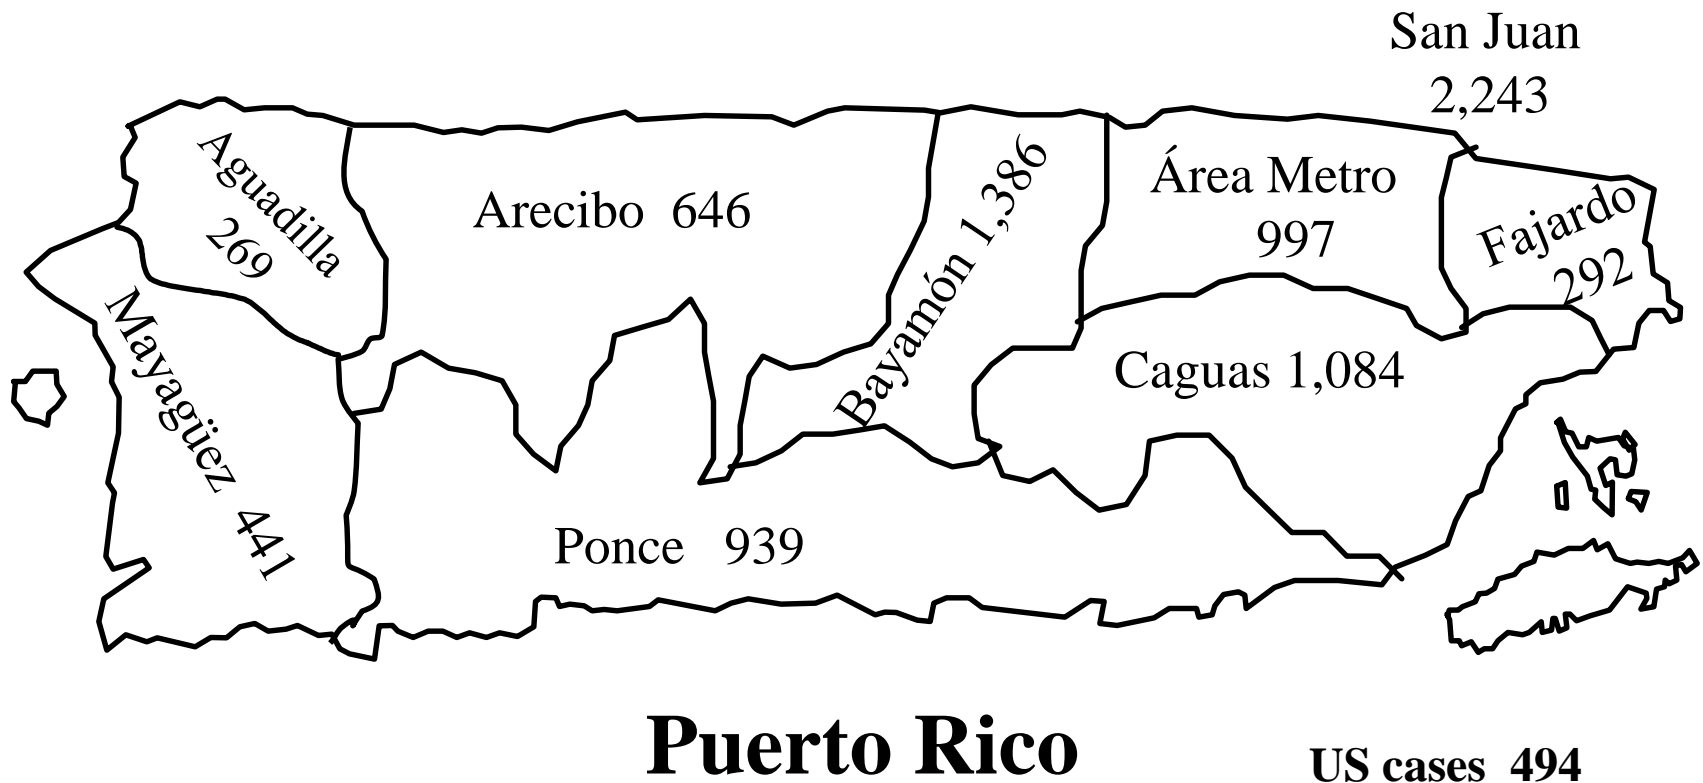 San Juan
2,243
Aguadilla
269
Arecibo 646
Bayamón 1,386
Área Metro
997
Fajardo
292
Mayagüez 441
Caguas 1,084
Ponce 939
Puerto Rico
US cases 494